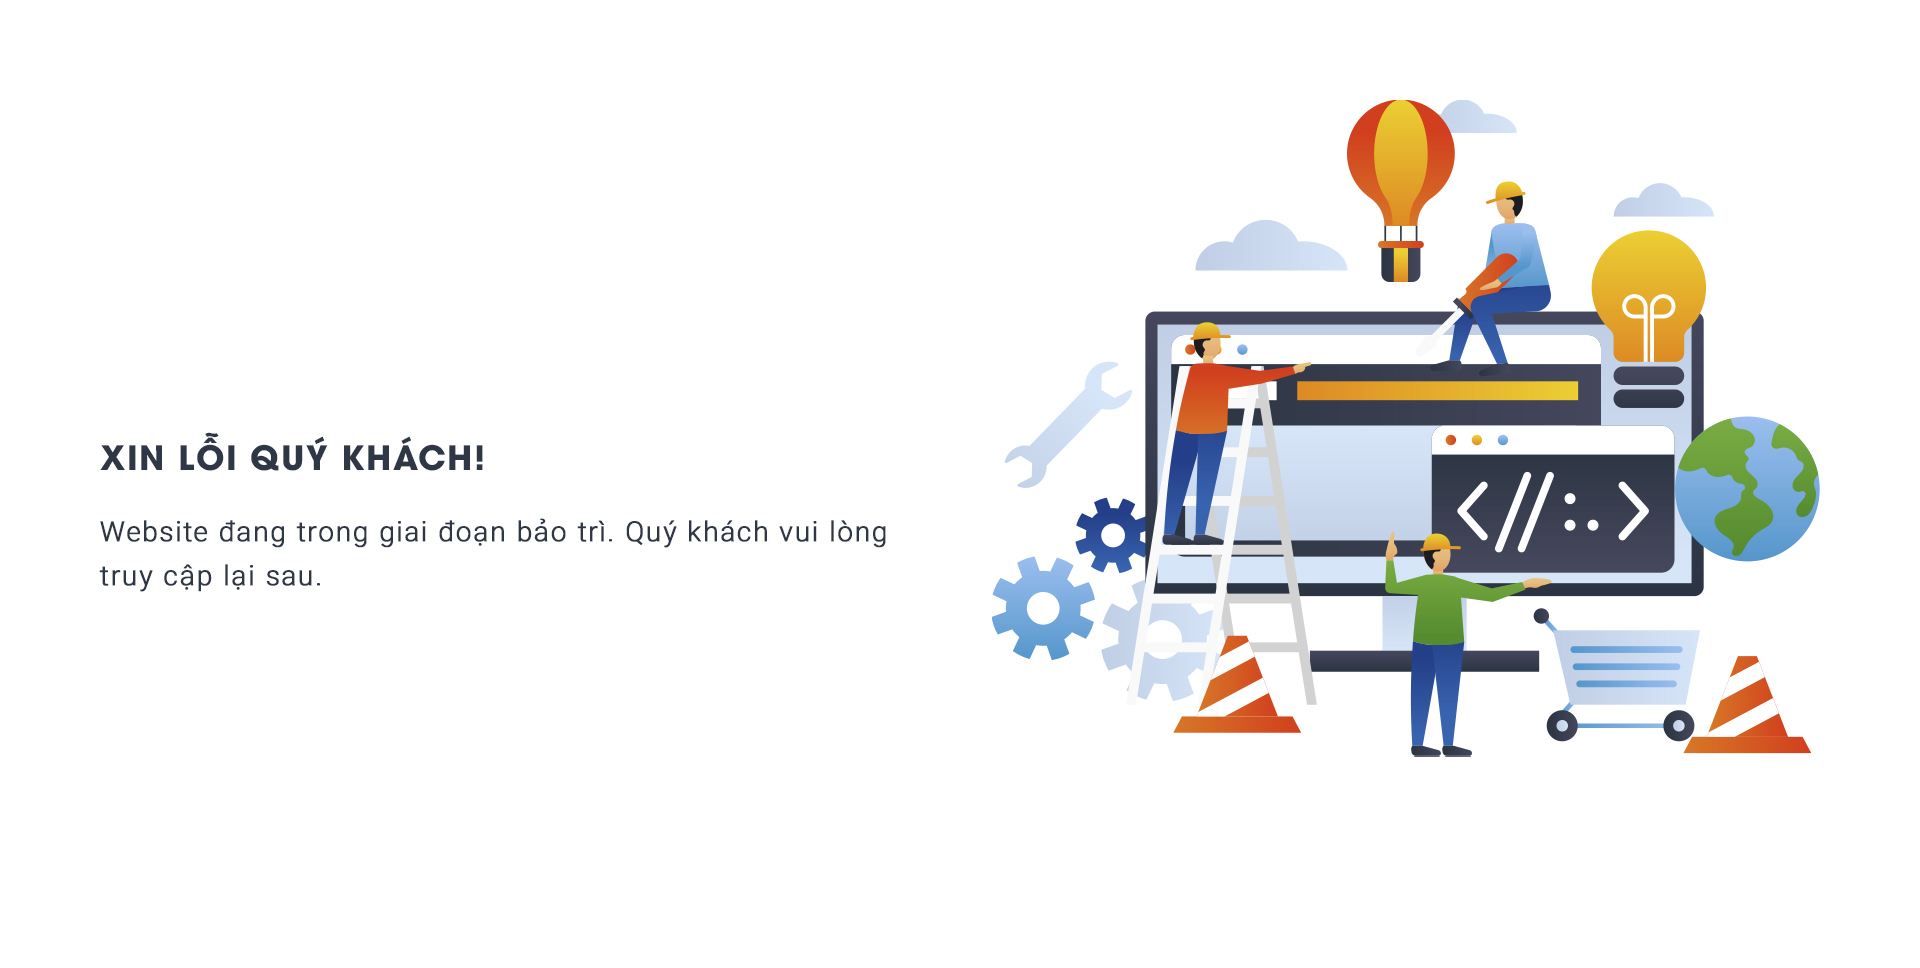 XIN LỖI QUÝ KHÁCH!
Website đang trong giai đoạn bảo trì. Quý khách vui lòng
truy cập lại sau.